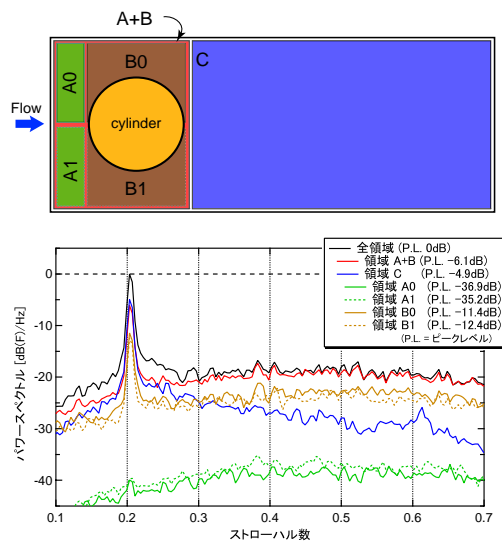 A+B
A0
B0
C
Flow
cylinder
A1
B1
全領域 (P.L. 0dB)
領域 A+B (P.L. −6.1dB)
領域 C (P.L. −4.9dB)
領域 A0 (P.L. −36.9dB)
領域 A1 (P.L. −35.2dB)
領域 B0 (P.L. −11.4dB)
領域 B1 (P.L. −12.4dB)
(P.L. = ピークレベル)
パワースペクトル [dB(F)/Hz]
0
−10
−20
−30
−40
0.1 0.2 0.3 0.4 0.5 0.6 0.7
ストローハル数